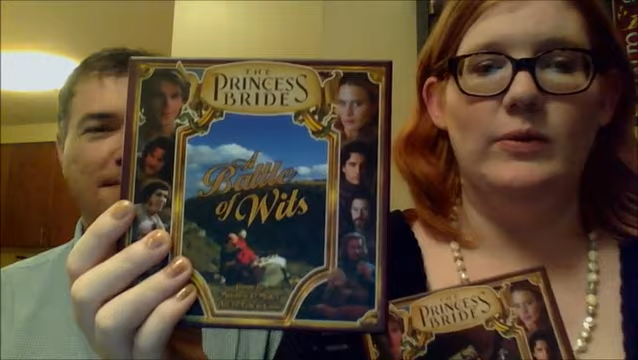 THE
PRINCESS
BRIDE
A
Battle
of Wits
THE
PRINCESS
BRIDE